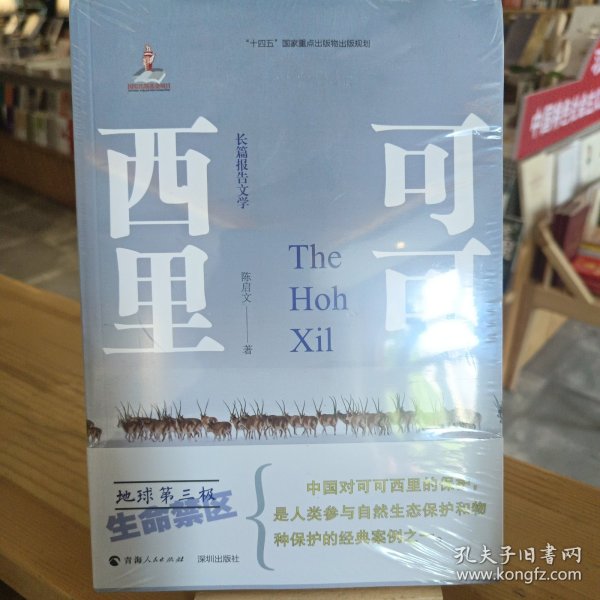 "十四五"国家重点出版物出版规划
可可
西里
长篇报告文学
陈启文——著
The
Hoh
Xil
地球第三极
生命禁区
中国对可可西里的保护,
是人类参与自然生态保护和物
种保护的经典案例之一。
青海人民出版社
深圳出版社
孔夫子旧书网
www.kongfz.com